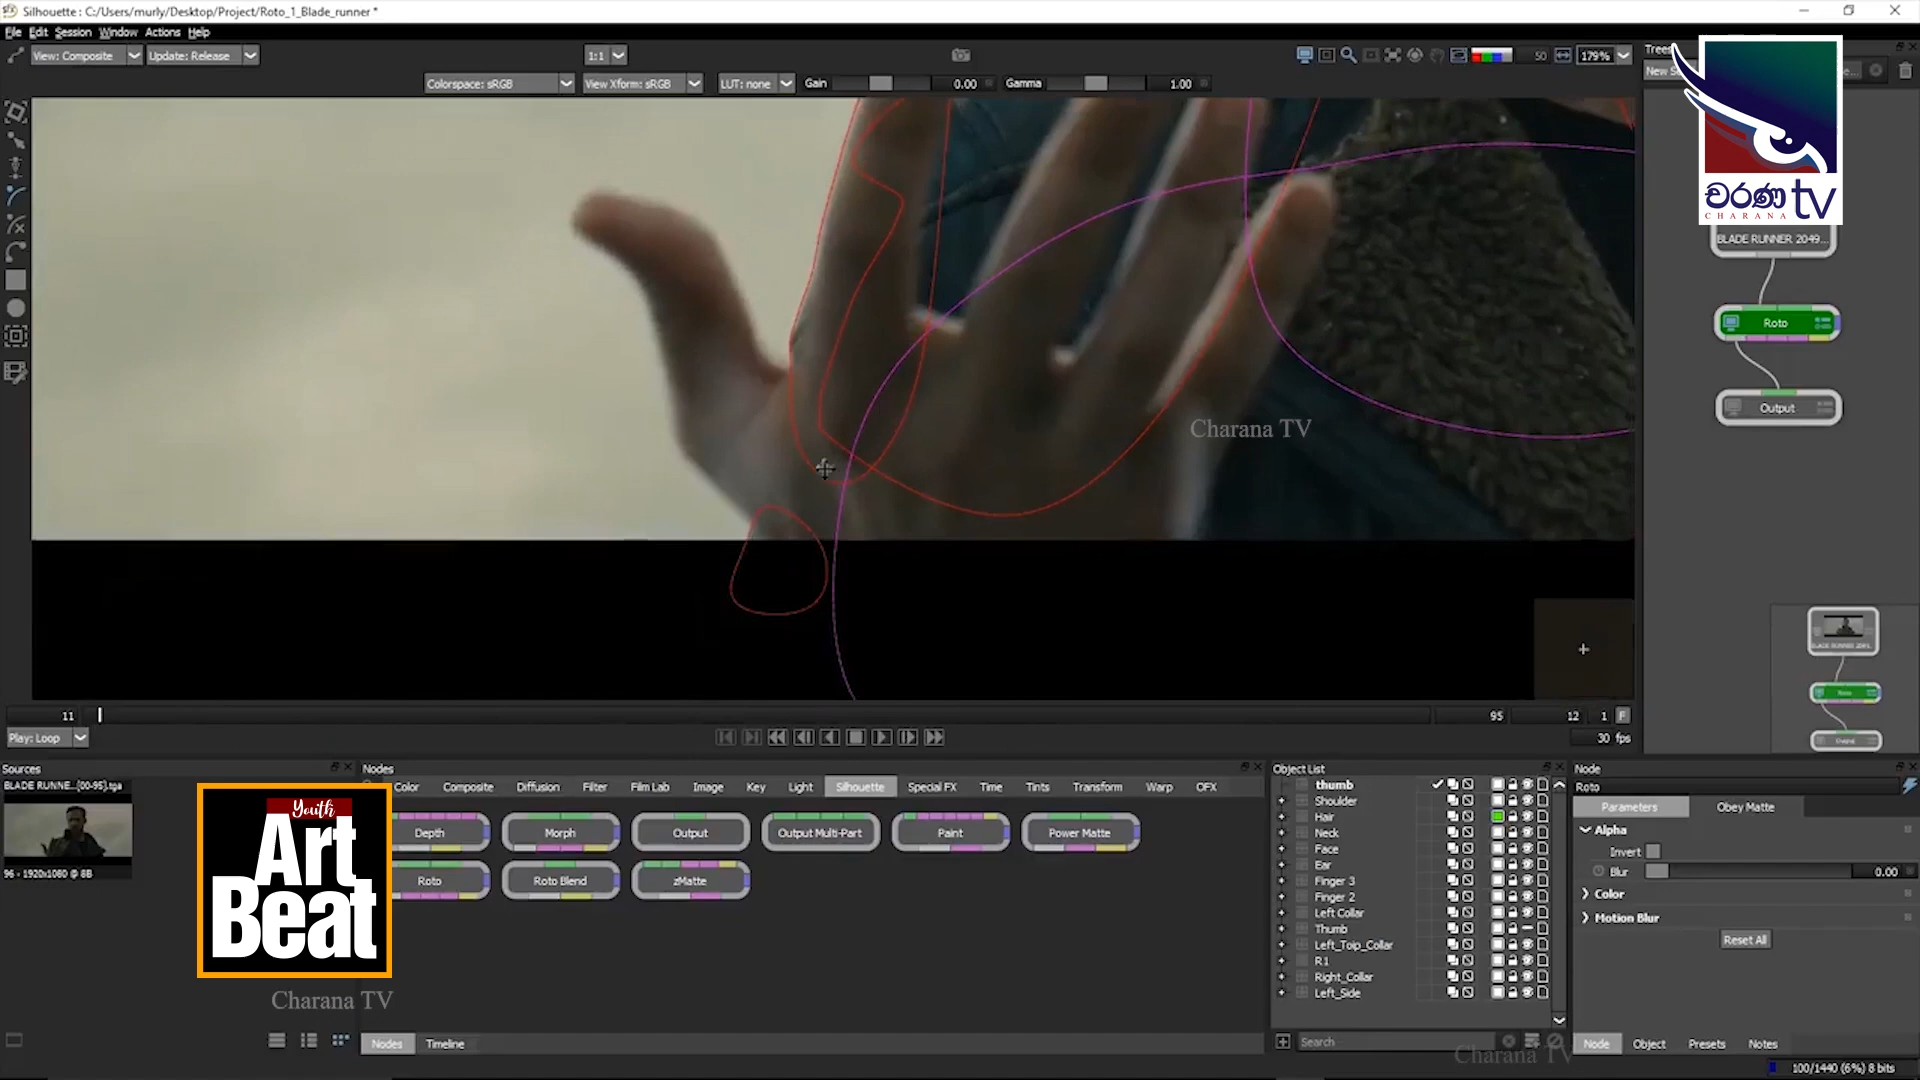 Silhouette : C:/Users/murly/Desktop/Project/Roto_1_Blade_runner *
File Edit Session Window Actions Help
View: Composite Update: Release 1:1 50 179% Trees
Colorspace: sRGB View Xform: sRGB LUT: none Gain 0.00 Gamma 1.00
චරණ tv
CHARANA
BLADE RUNNER 2049...
Roto
Output
Charana TV
11 95 12 1 F
Play: Loop 30 fps
Sources
BLADE RUNNE...[00-95].tga
96 - 1920x1080 @ 8B
Nodes
Color Composite Diffusion Filter Film Lab Image Key Light Silhouette Special FX Time Tints Transform Warp OFX
Depth Morph Output Output Multi-Part Paint Power Matte
Roto Roto Blend zMatte
Youth
Art
Beat
Charana TV
Nodes Timeline
Object List
thumb
Shoulder
Hair
Neck
Face
Ear
Finger 3
Finger 2
Left Collar
Thumb
Left_Toip_Collar
R1
Right_Collar
Left_Side
Search
Charana TV
Node
Roto
Parameters Obey Matte
Alpha
Invert
Blur 0.00
Color
Motion Blur
Reset All
Node Object Presets Notes
100/1440 (6%) 8 bits